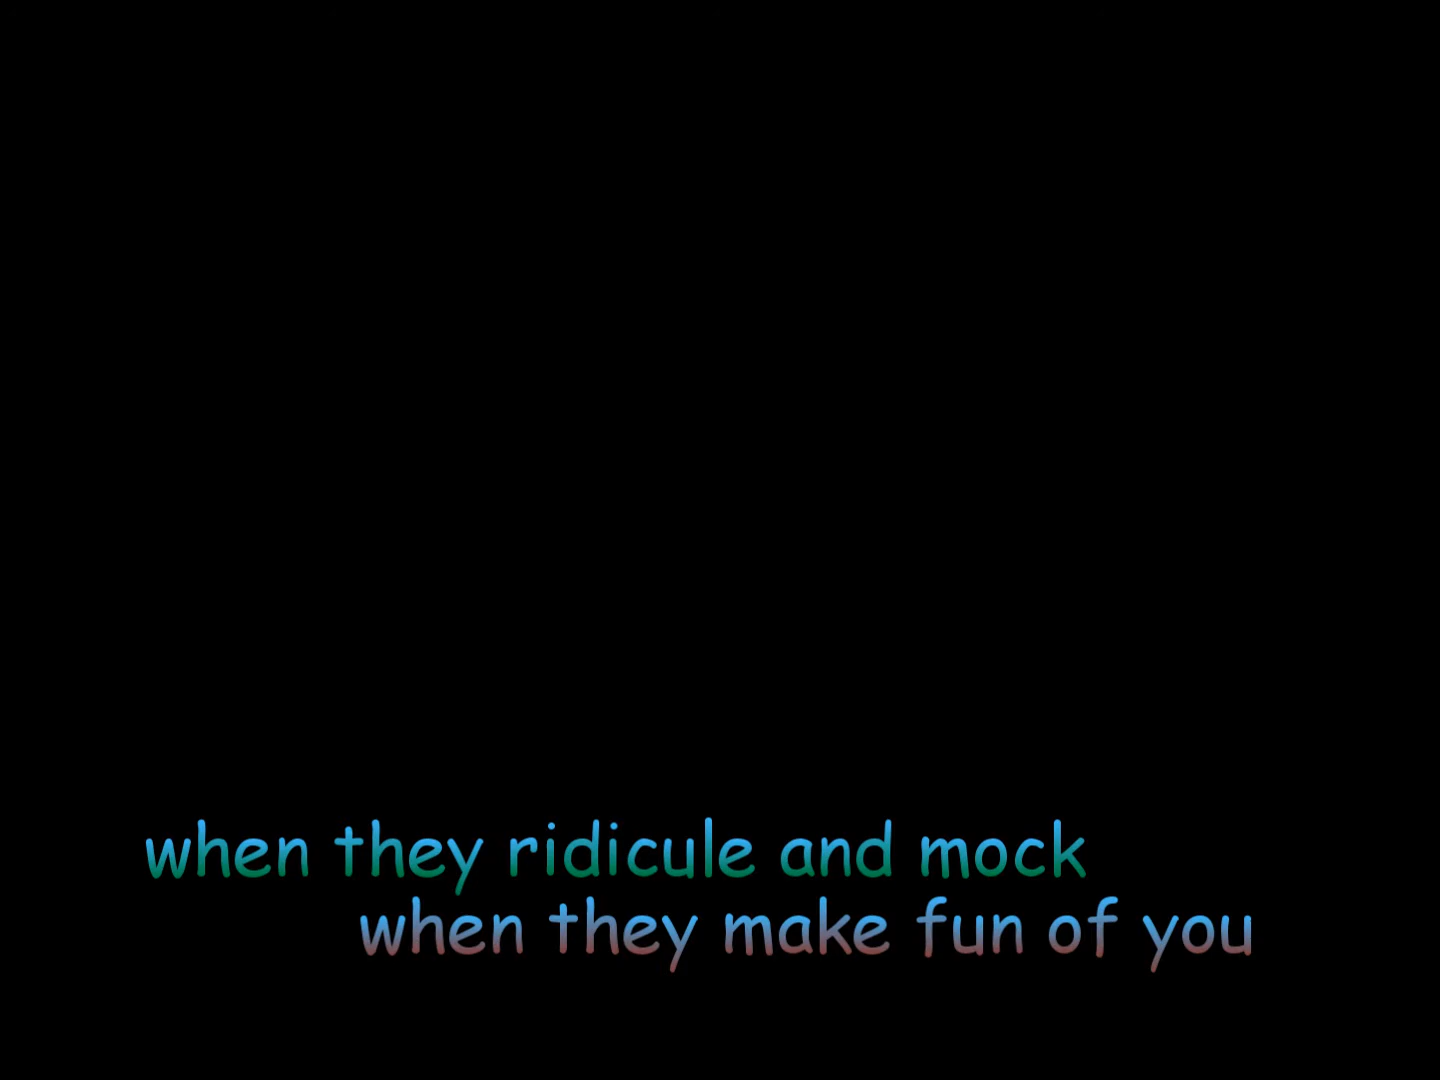 when they ridicule and mock
when they make fun of you